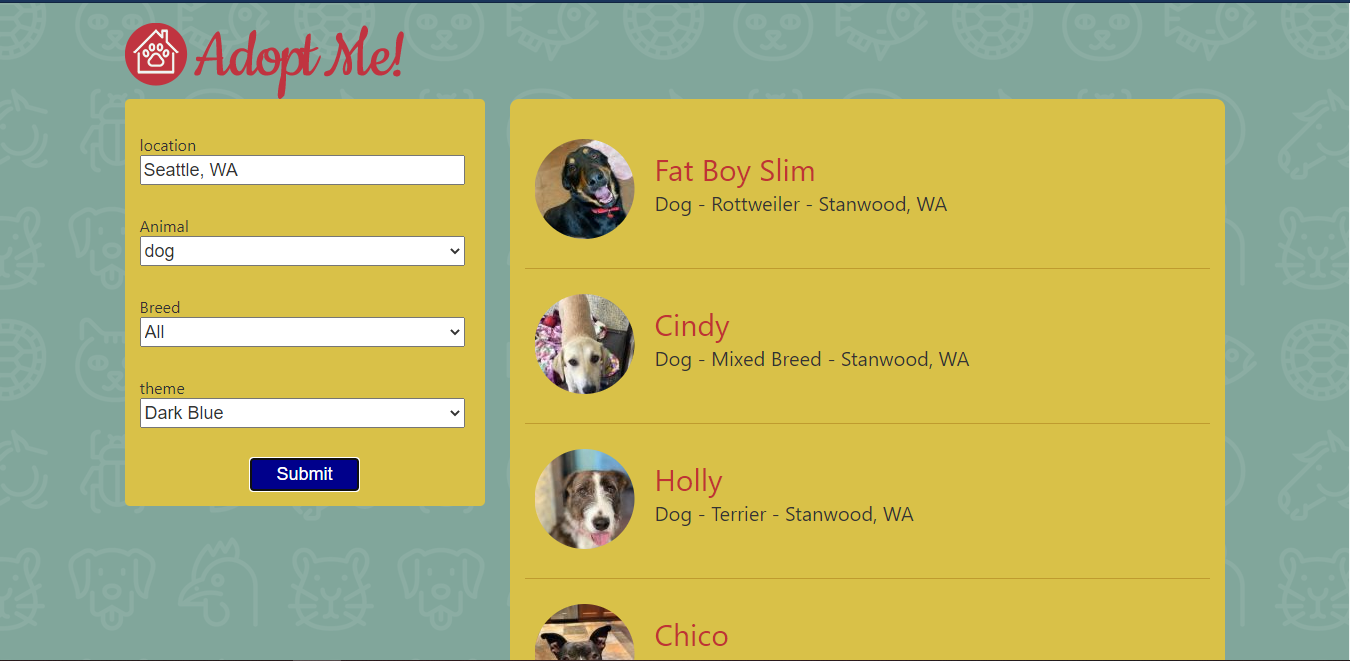 Adopt Me!
location
Seattle, WA
Animal
dog
Breed
All
theme
Dark Blue
Submit
Fat Boy Slim
Dog - Rottweiler - Stanwood, WA
Cindy
Dog - Mixed Breed - Stanwood, WA
Holly
Dog - Terrier - Stanwood, WA
Chico